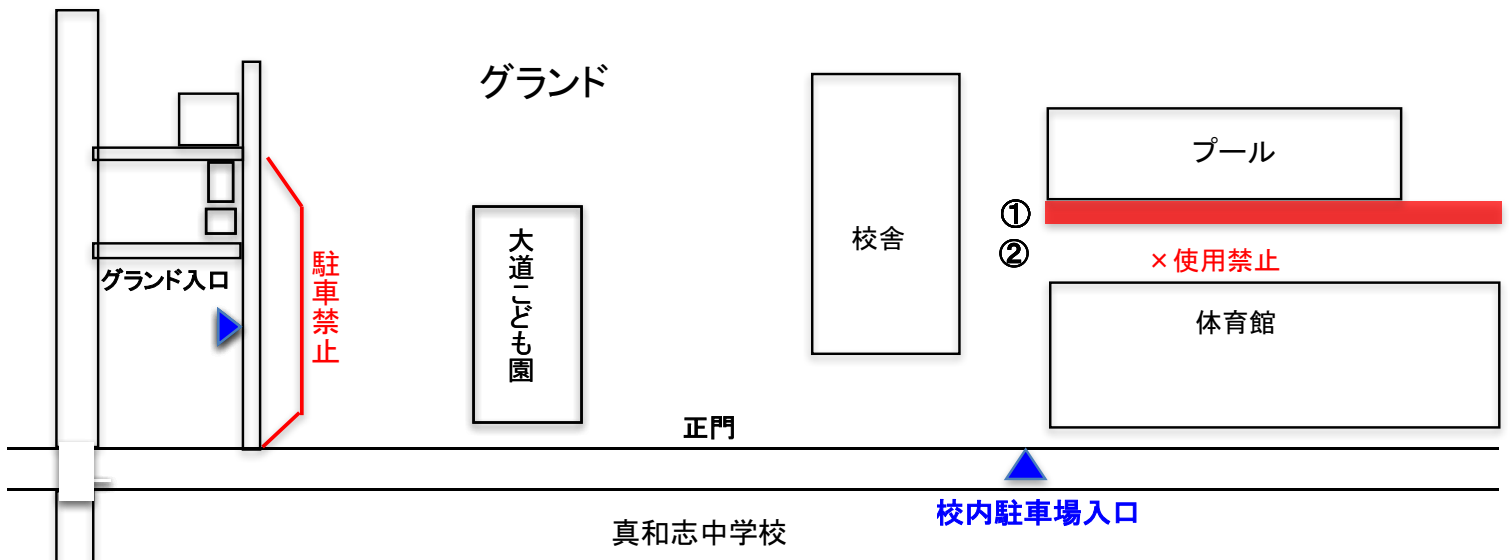 グランド
プール
①
校舎
②
×使用禁止
大道こども園
駐車禁止
グランド入口
体育館
正門
校内駐車場入口
真和志中学校